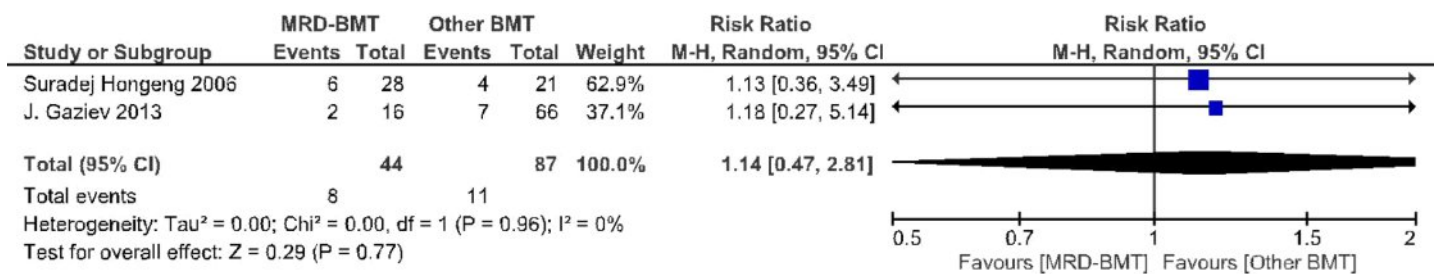 MRD-BMT Other BMT Risk Ratio Risk Ratio
Study or Subgroup Events Total Events Total Weight M-H, Random, 95% CI M-H, Random, 95% CI
Suradej Hongeng 2006 6 28 4 21 62.9% 1.13 [0.36, 3.49]
J. Gaziev 2013 2 16 7 66 37.1% 1.18 [0.27, 5.14]
Total (95% CI) 44 87 100.0% 1.14 [0.47, 2.81]
Total events 8 11
Heterogeneity: Tau² = 0.00; Chi² = 0.00, df = 1 (P = 0.96); I² = 0%
Test for overall effect: Z = 0.29 (P = 0.77)
0.5 0.7 1 1.5 2
Favours [MRD-BMT] Favours [Other BMT]